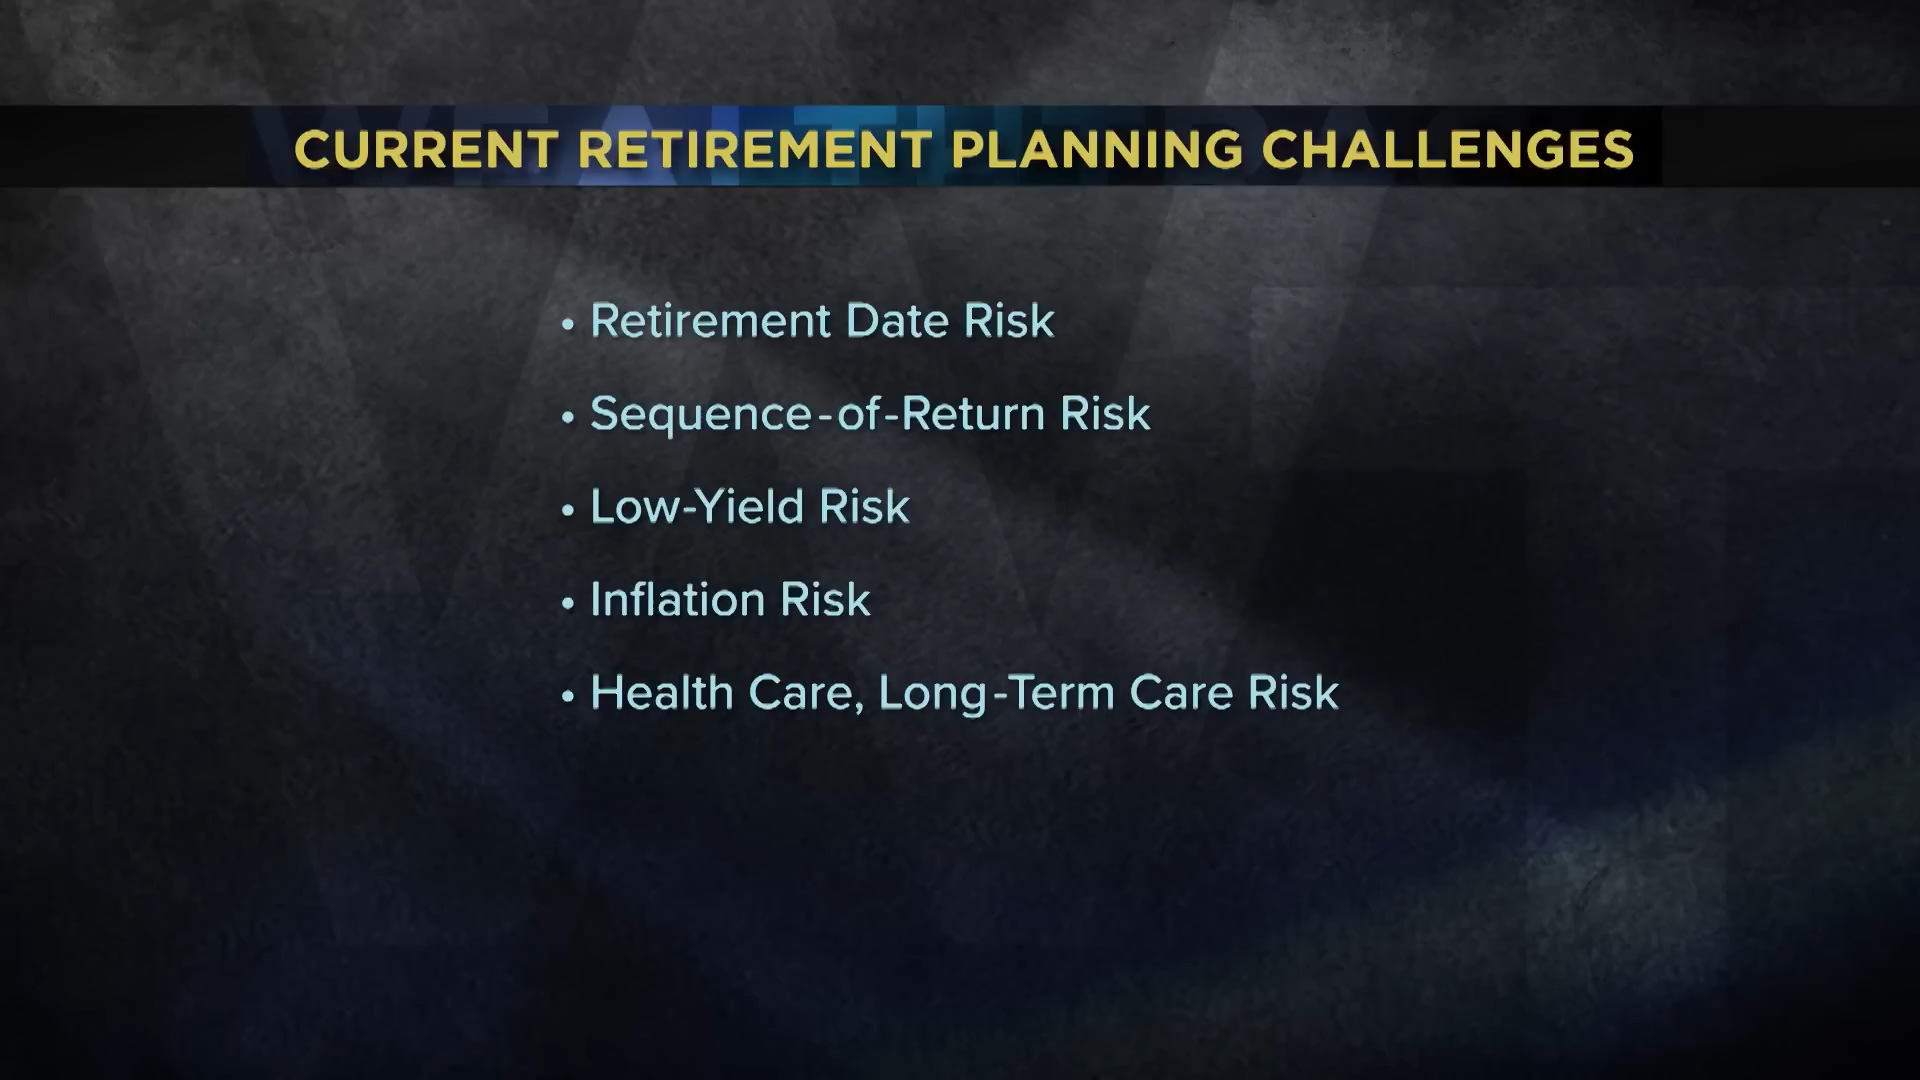 CURRENT RETIREMENT PLANNING CHALLENGES
• Retirement Date Risk
• Sequence-of-Return Risk
• Low-Yield Risk
• Inflation Risk
• Health Care, Long-Term Care Risk